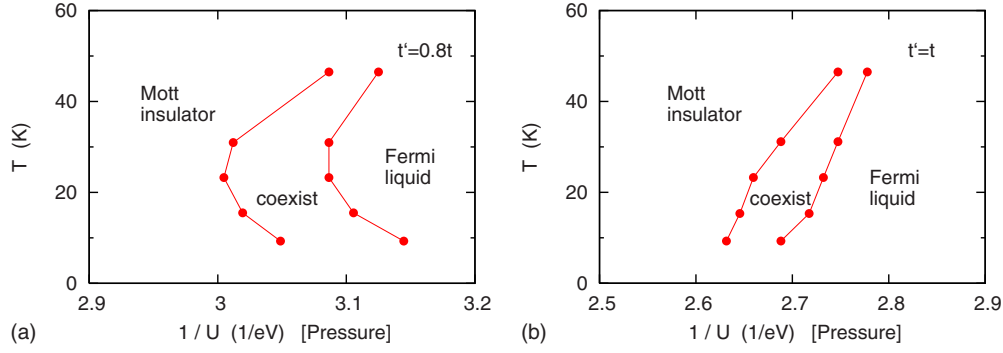 60
40
20
0
T (K)
t'=0.8t
Mott
insulator
Fermi
liquid
coexist
2.9
3
3.1
3.2
(a)
1 / U (1/eV) [Pressure]
60
40
20
0
T (K)
t'=t
Mott
insulator
Fermi
liquid
coexist
2.5
2.6
2.7
2.8
2.9
(b)
1 / U (1/eV) [Pressure]